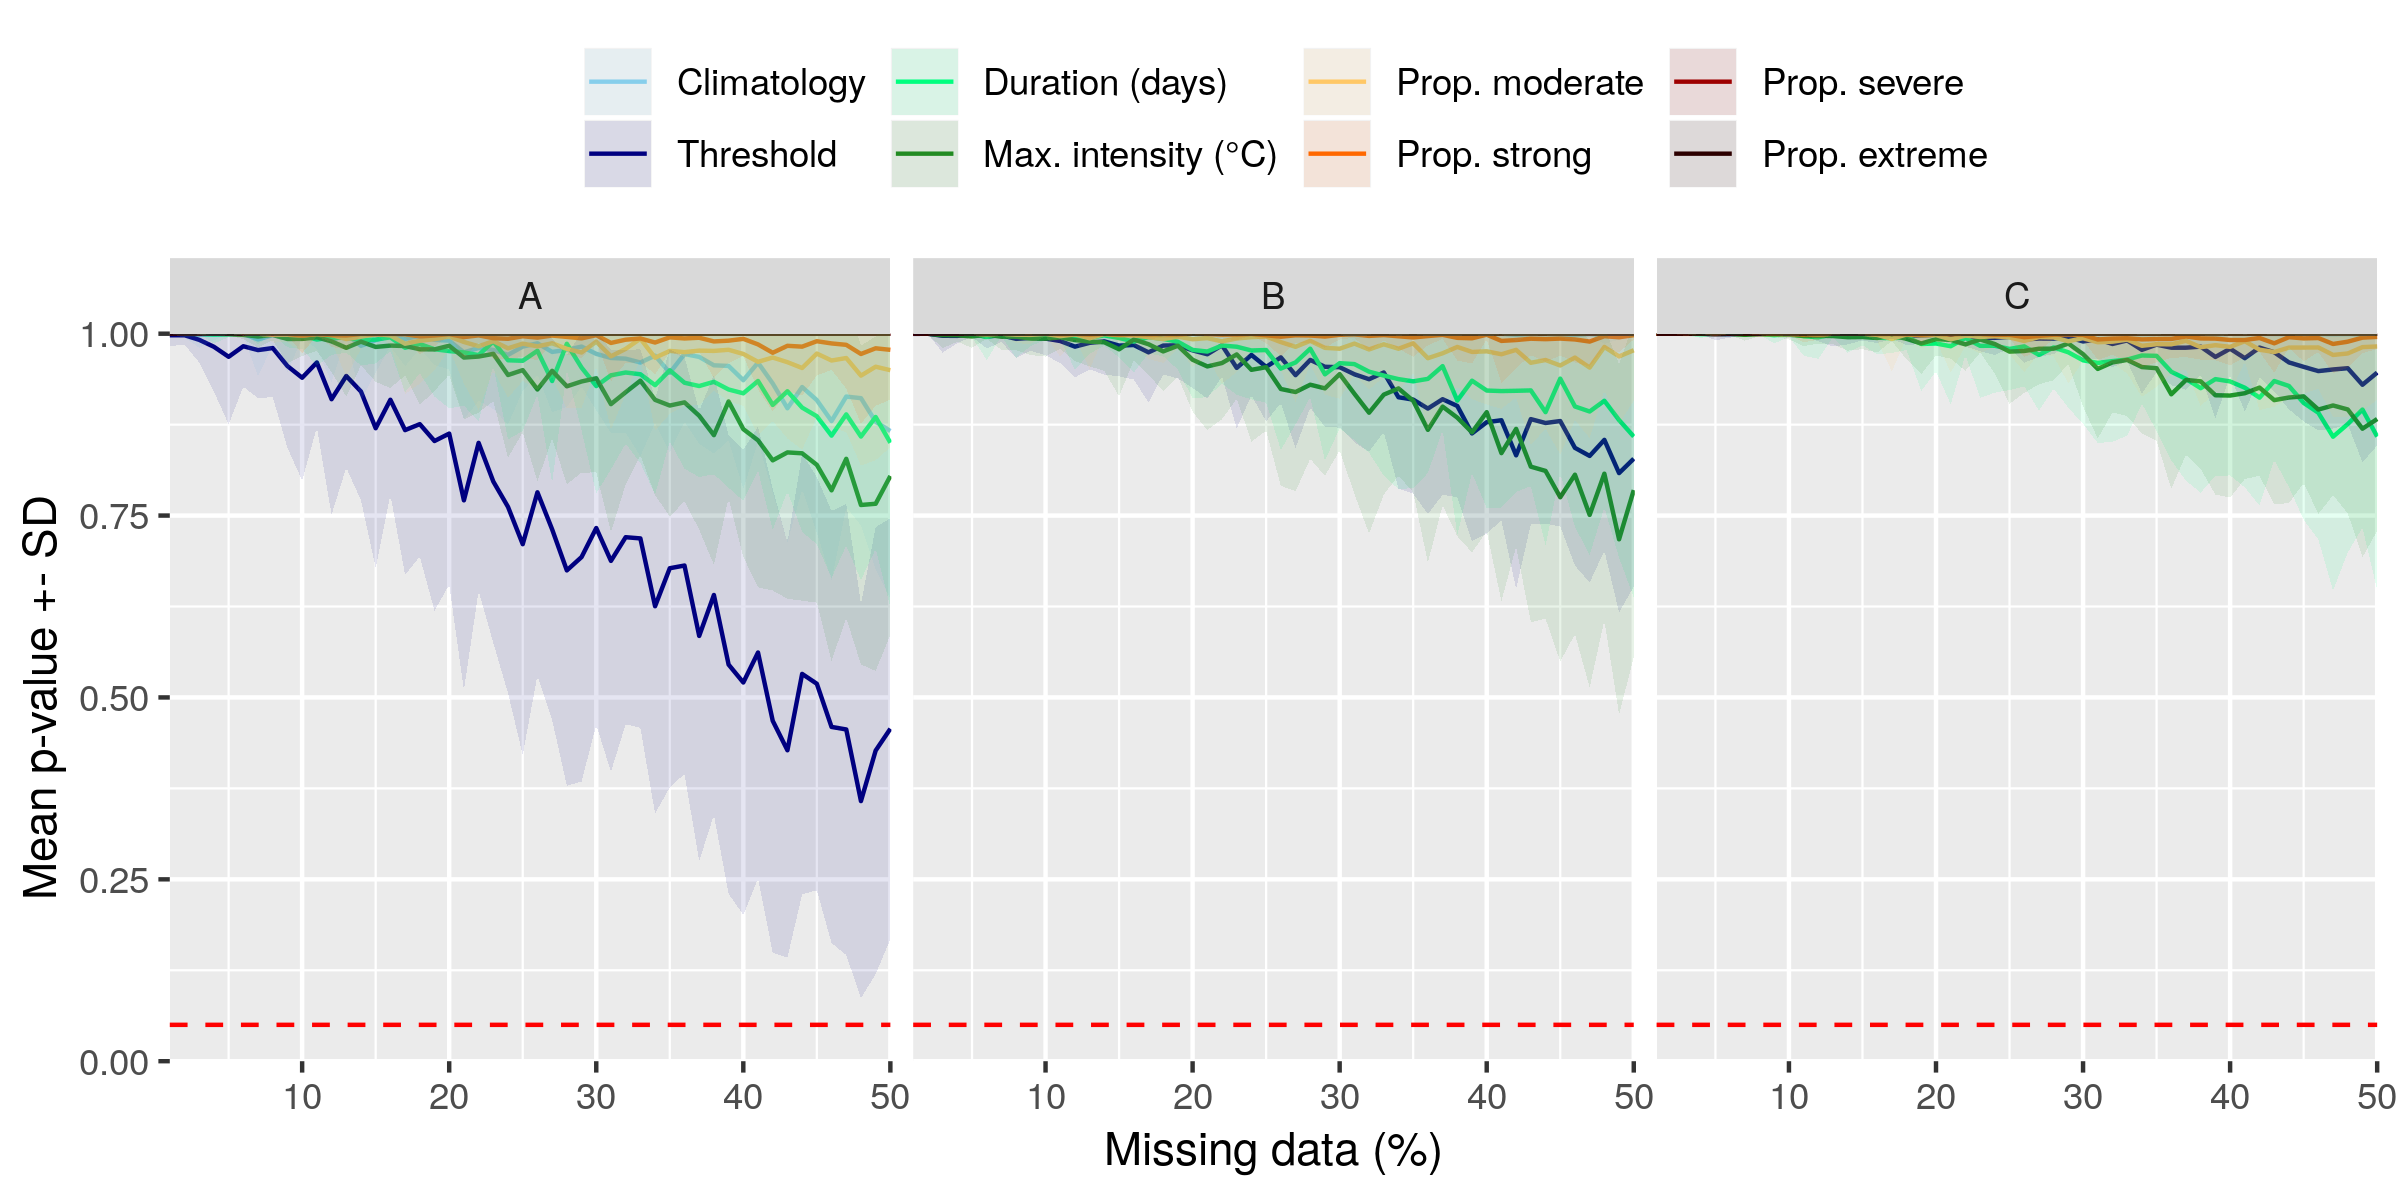 Climatology Duration (days) Prop. moderate Prop. severe
Threshold Max. intensity (°C) Prop. strong Prop. extreme
A B C
Mean p-value +- SD
1.00
0.75
0.50
0.25
0.00
10 20 30 40 50 10 20 30 40 50 10 20 30 40 50
Missing data (%)